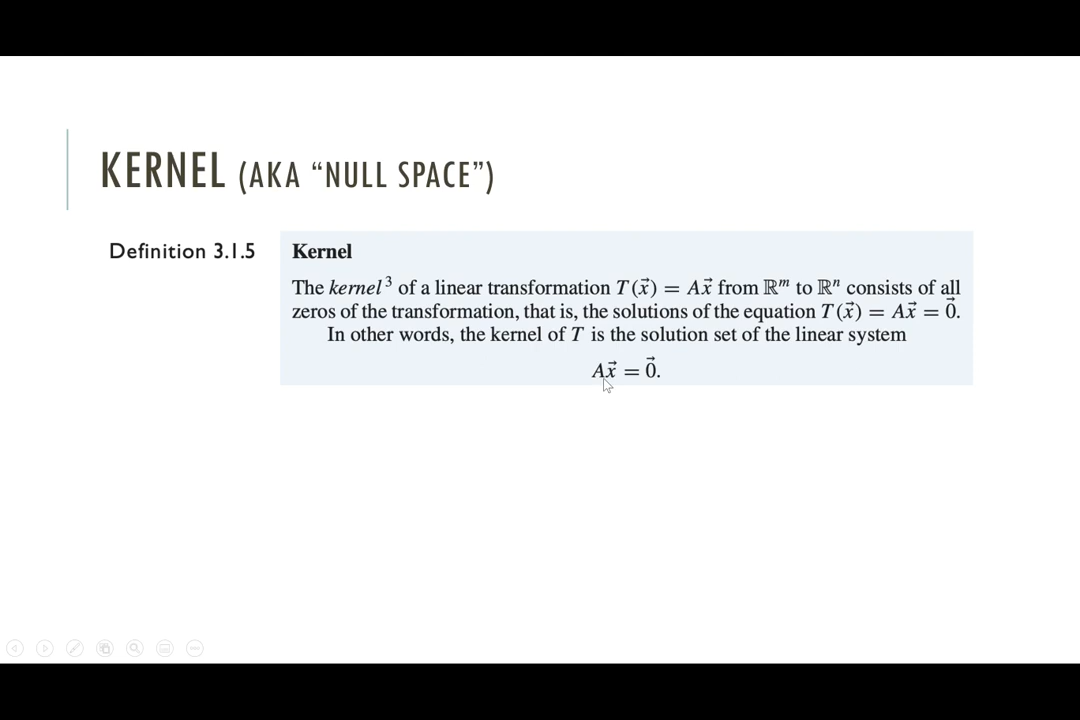 KERNEL (AKA “NULL SPACE”)
Definition 3.1.5
Kernel
The kernel³ of a linear transformation T(x⃗) = Ax⃗ from ℝᵐ to ℝⁿ consists of all
zeros of the transformation, that is, the solutions of the equation T(x⃗) = Ax⃗ = 0⃗.
In other words, the kernel of T is the solution set of the linear system
Ax⃗ = 0⃗.